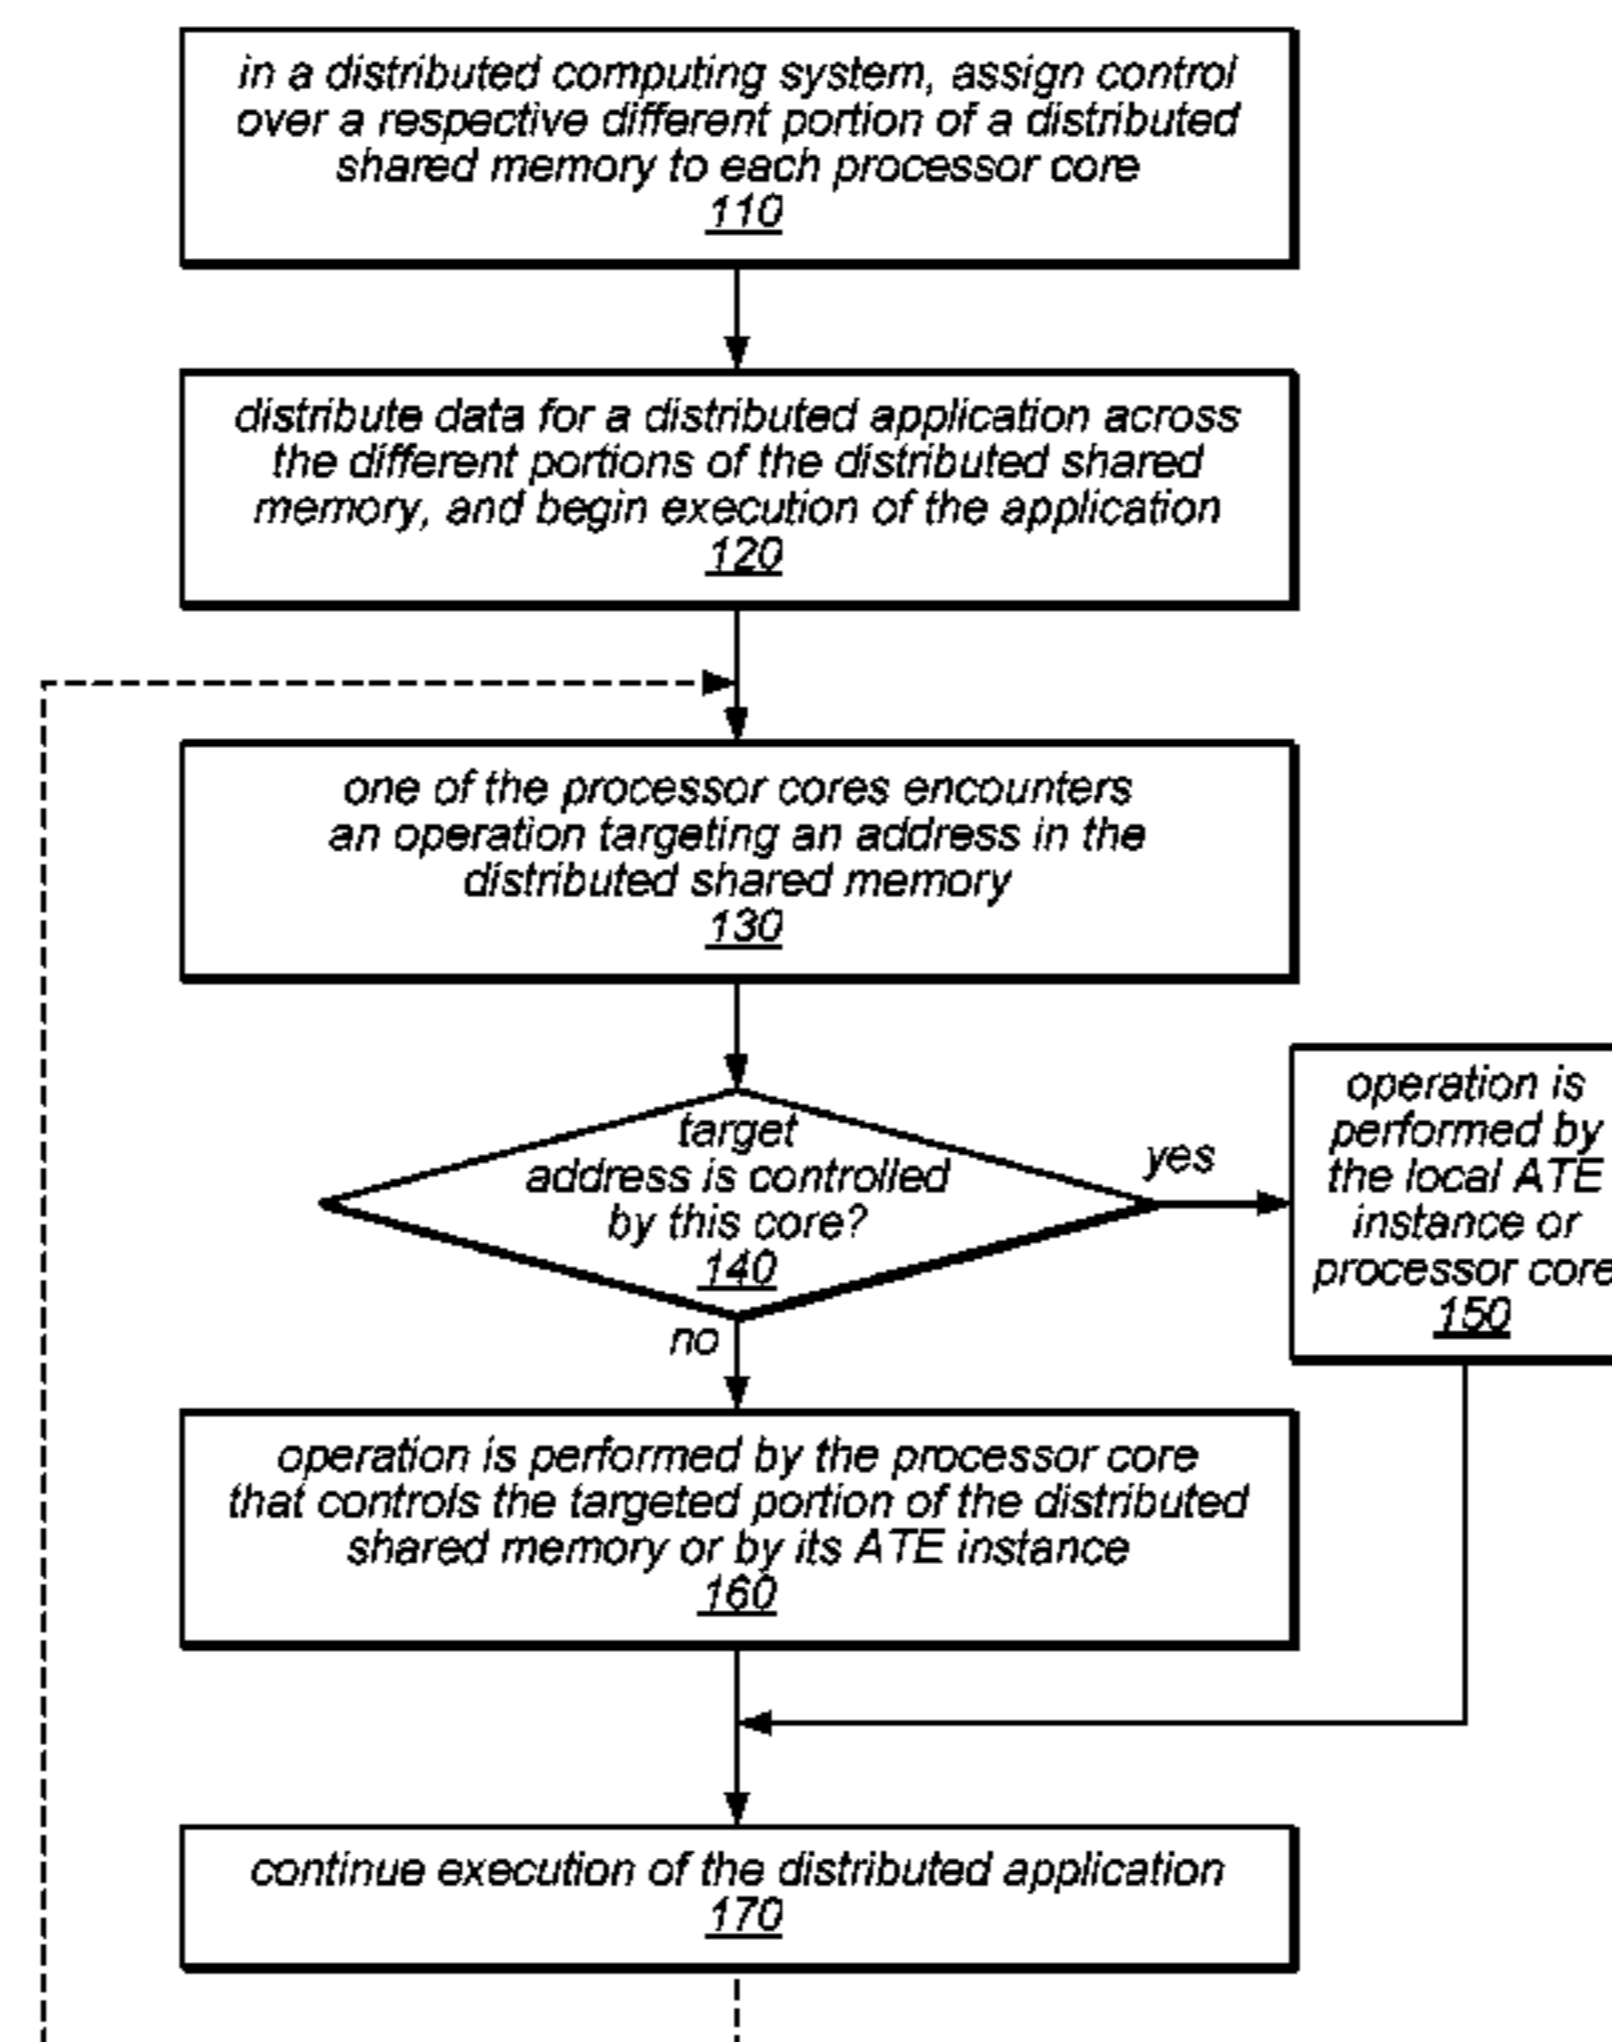 in a distributed computing system, assign control
over a respective different portion of a distributed
shared memory to each processor core
110
distribute data for a distributed application across
the different portions of the distributed shared
memory, and begin execution of the application
120
one of the processor cores encounters
an operation targeting an address in the
distributed shared memory
130
target
address is controlled
by this core?
140
yes
no
operation is
performed by
the local ATE
instance or
processor core
150
operation is performed by the processor core
that controls the targeted portion of the distributed
shared memory or by its ATE instance
160
continue execution of the distributed application
170